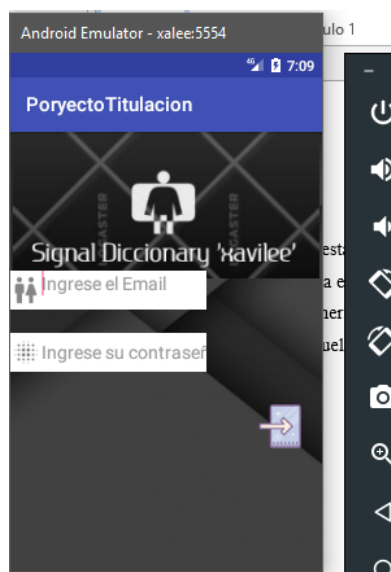 Android Emulator - xalee:5554
ulo 1
7:09
PoryectoTitulacion
Signal Diccionary 'xavilee'
Ingrese el Email
Ingrese su contraseñ